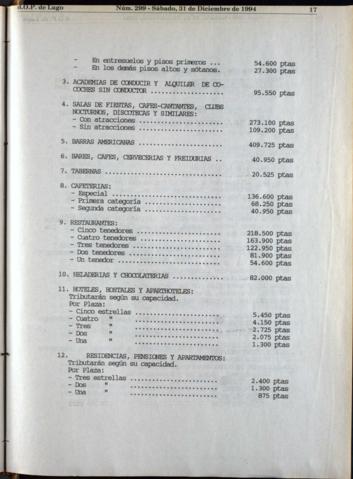 B.O.P. de Lugo Núm. 299 - Sábado, 31 de Diciembre de 1994 17
- En entresuelos y pisos primeros ... 54.600 ptas
- En los demás pisos altos y sótanos. 27.300 ptas
3. ACADEMIAS DE CONDUCIR Y ALQUILER DE CO-
COCHES SIN CONDUCTOR .................... 95.550 ptas
4. SALAS DE FIESTAS, CAFES-CANTANTES, CLUBS
NOCTURNOS, DISCOTECAS Y SIMILARES:
- Con atracciones ....................... 273.100 ptas
- Sin atracciones ....................... 109.200 ptas
5. BARRAS AMERICANAS ....................... 409.725 ptas
6. BARES, CAFES, CERVECERIAS Y FREIDURIAS .. 40.950 ptas
7. TABERNAS ................................ 20.525 ptas
8. CAFETERIAS:
- Especial .............................. 136.600 ptas
- Primera categoría ..................... 68.250 ptas
- Segunda categoría ..................... 40.950 ptas
9. RESTAURANTES:
- Cinco tenedores ....................... 218.500 ptas
- Cuatro tenedores ...................... 163.900 ptas
- Tres tenedores ........................ 122.950 ptas
- Dos tenedores ......................... 81.900 ptas
- Un tenedor ............................ 54.600 ptas
10. HELADERIAS Y CHOCOLATERIAS ............. 82.000 ptas
11. HOTELES, HOSTALES Y APARTHOTELES:
Tributarán según su capacidad.
Por Plaza:
- Cinco estrellas ....................... 5.450 ptas
- Cuatro " ....................... 4.150 ptas
- Tres " ....................... 2.725 ptas
- Dos " ....................... 2.075 ptas
- Una " ....................... 1.300 ptas
12. RESIDENCIAS, PENSIONES Y APARTAMENTOS:
Tributarán según su capacidad.
Por Plaza:
- Tres estrellas ........................ 2.400 ptas
- Dos " ........................ 1.300 ptas
- Una " ........................ 875 ptas